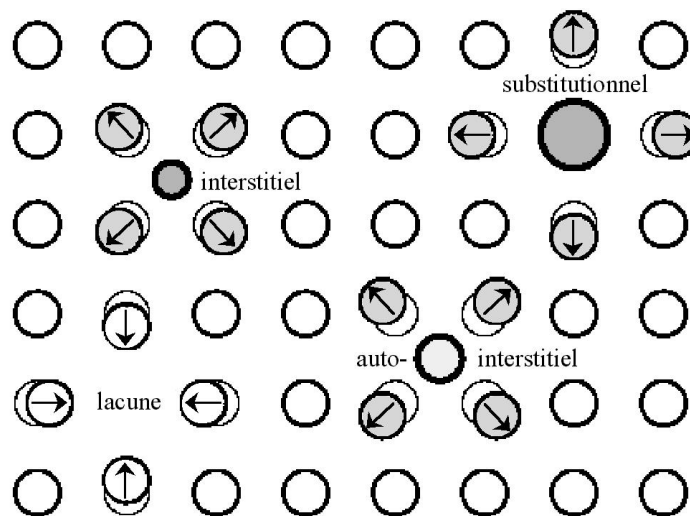 substitutionnel
interstitiel
auto- interstitiel
lacune